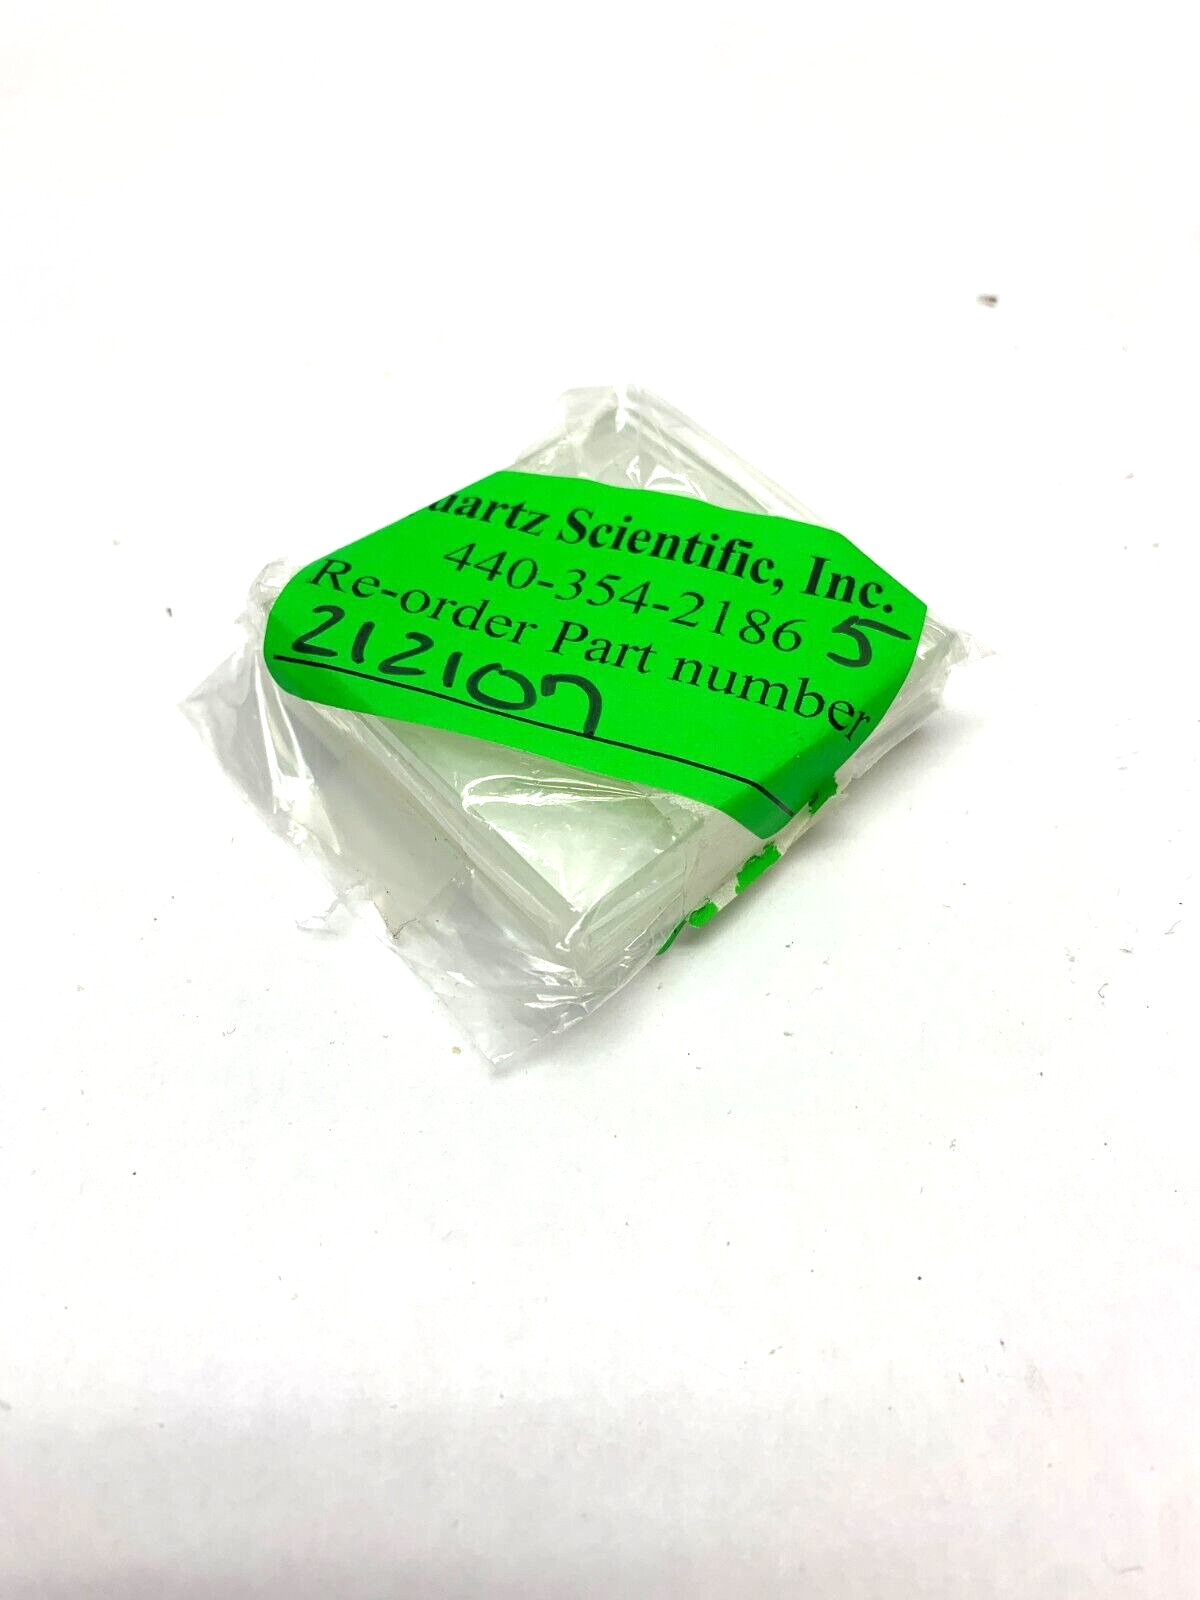 uartz Scientific, Inc.
440-354-2186 5
Re-order Part number
212107